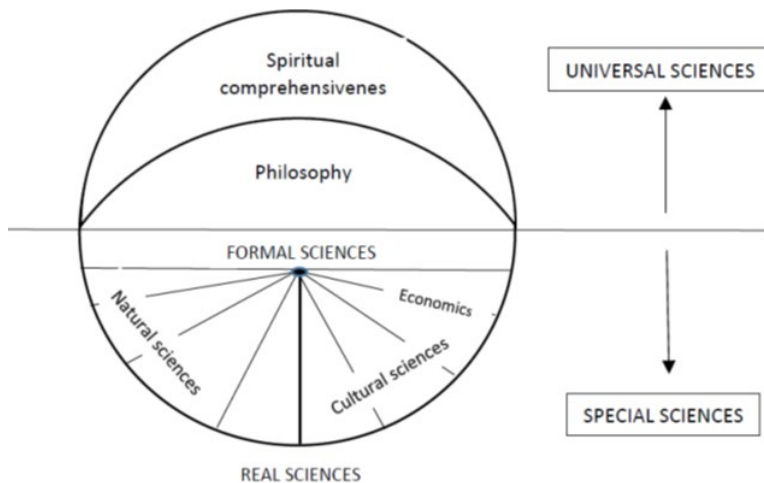 Spiritual
comprehensivenes
UNIVERSAL SCIENCES
Philosophy
FORMAL SCIENCES
Natural sciences
Economics
Cultural sciences
SPECIAL SCIENCES
REAL SCIENCES